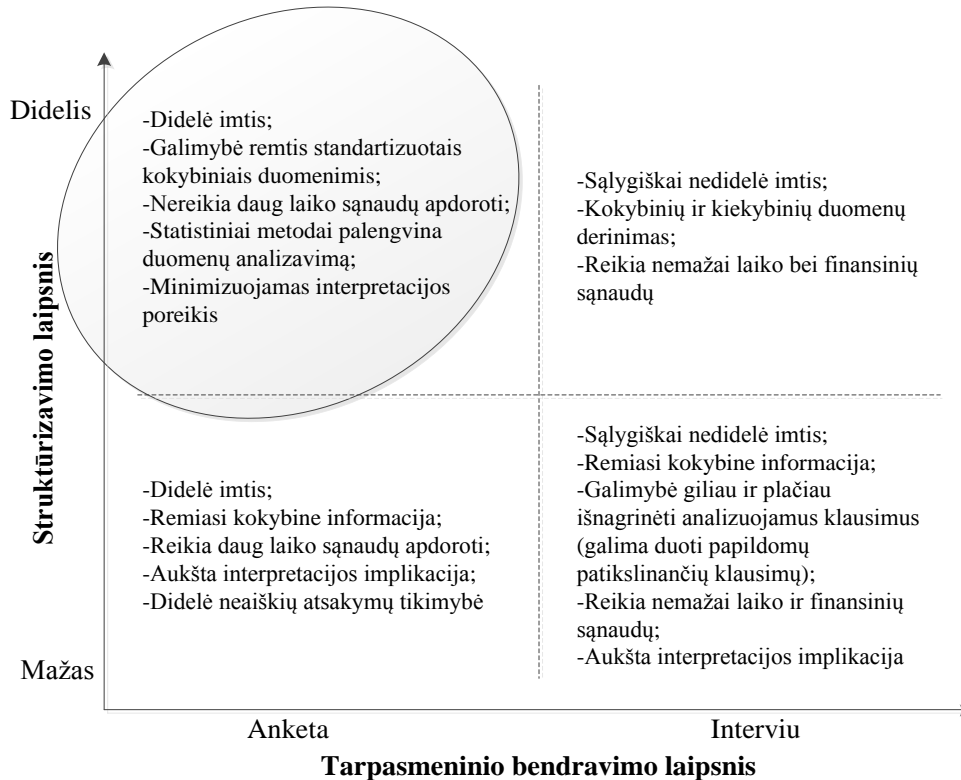 Didelis
-Didelė imtis;
-Galimybė remtis standartizuotais
kokybiniais duomenimis;
-Nereikia daug laiko sąnaudų apdoroti;
-Statistiniai metodai palengvina
duomenų analizavimą;
-Minimizuojamas interpretacijos
poreikis
-Sąlygiškai nedidelė imtis;
-Kokybinių ir kiekybinių duomenų
derinimas;
-Reikia nemažai laiko bei finansinių
sąnaudų
Struktūrizavimo laipsnis
-Didelė imtis;
-Remiasi kokybine informacija;
-Reikia daug laiko sąnaudų apdoroti;
-Aukšta interpretacijos implikacija;
-Didelė neaiškių atsakymų tikimybė
-Sąlygiškai nedidelė imtis;
-Remiasi kokybine informacija;
-Galimybė giliau ir plačiau
išnagrinėti analizuojamus klausimus
(galima duoti papildomų
patikslinančių klausimų);
-Reikia nemažai laiko ir finansinių
sąnaudų;
-Aukšta interpretacijos implikacija
Mažas
Anketa
Interviu
Tarpasmeninio bendravimo laipsnis